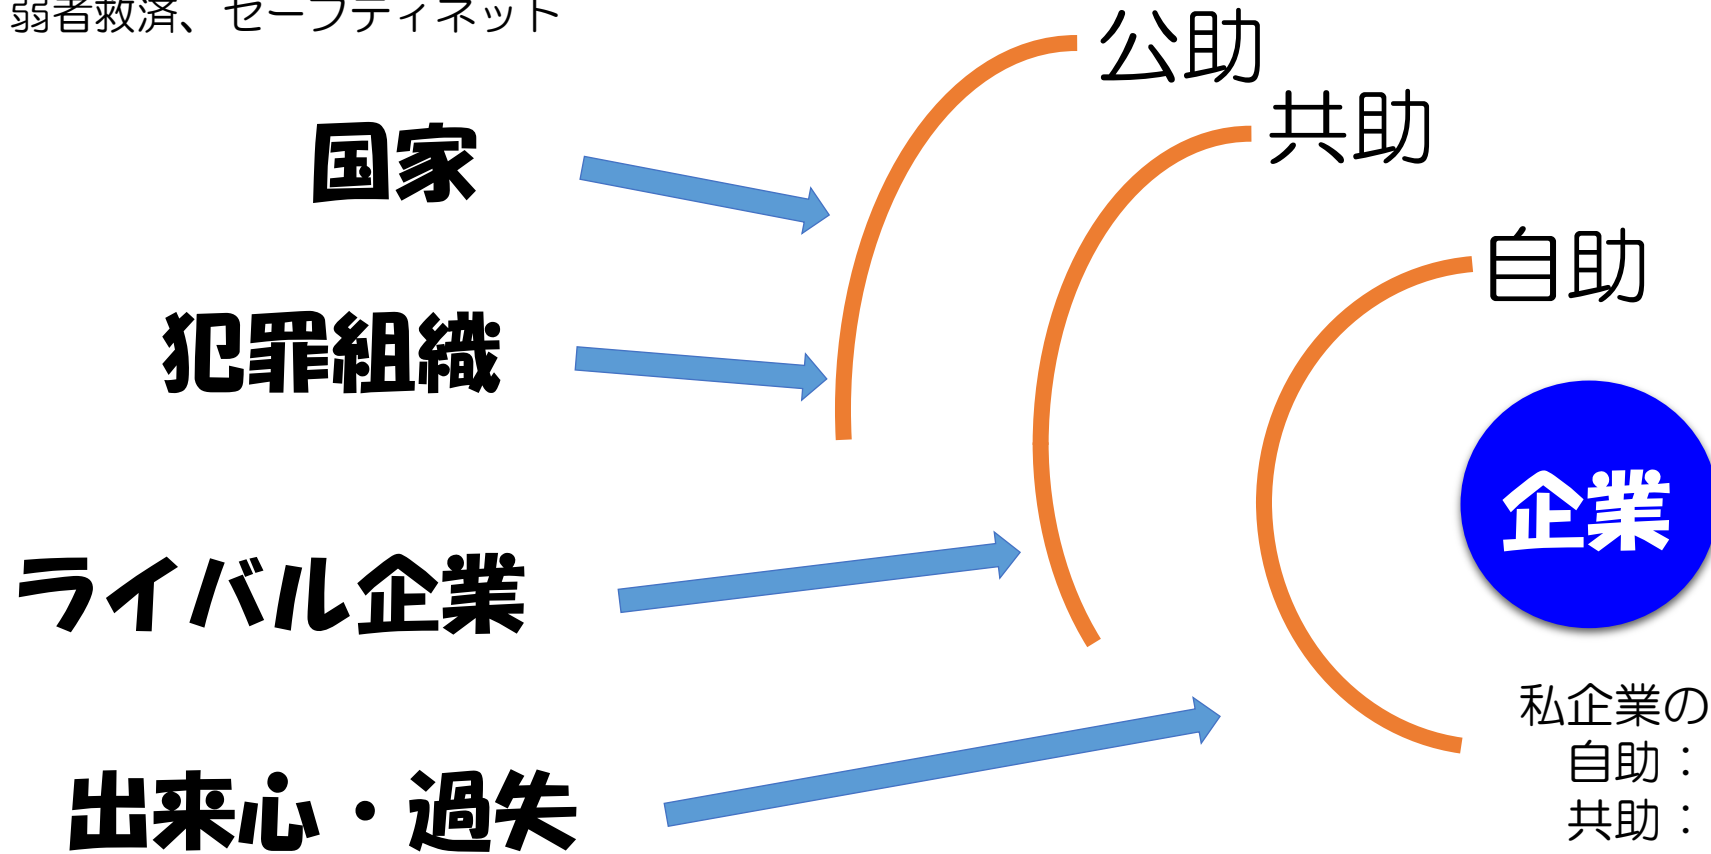 弱者救済、セーフティネット
公助
共助
国家
自助
犯罪組織
企業
ライバル企業
私企業の
自助：
共助：
出来心・過失